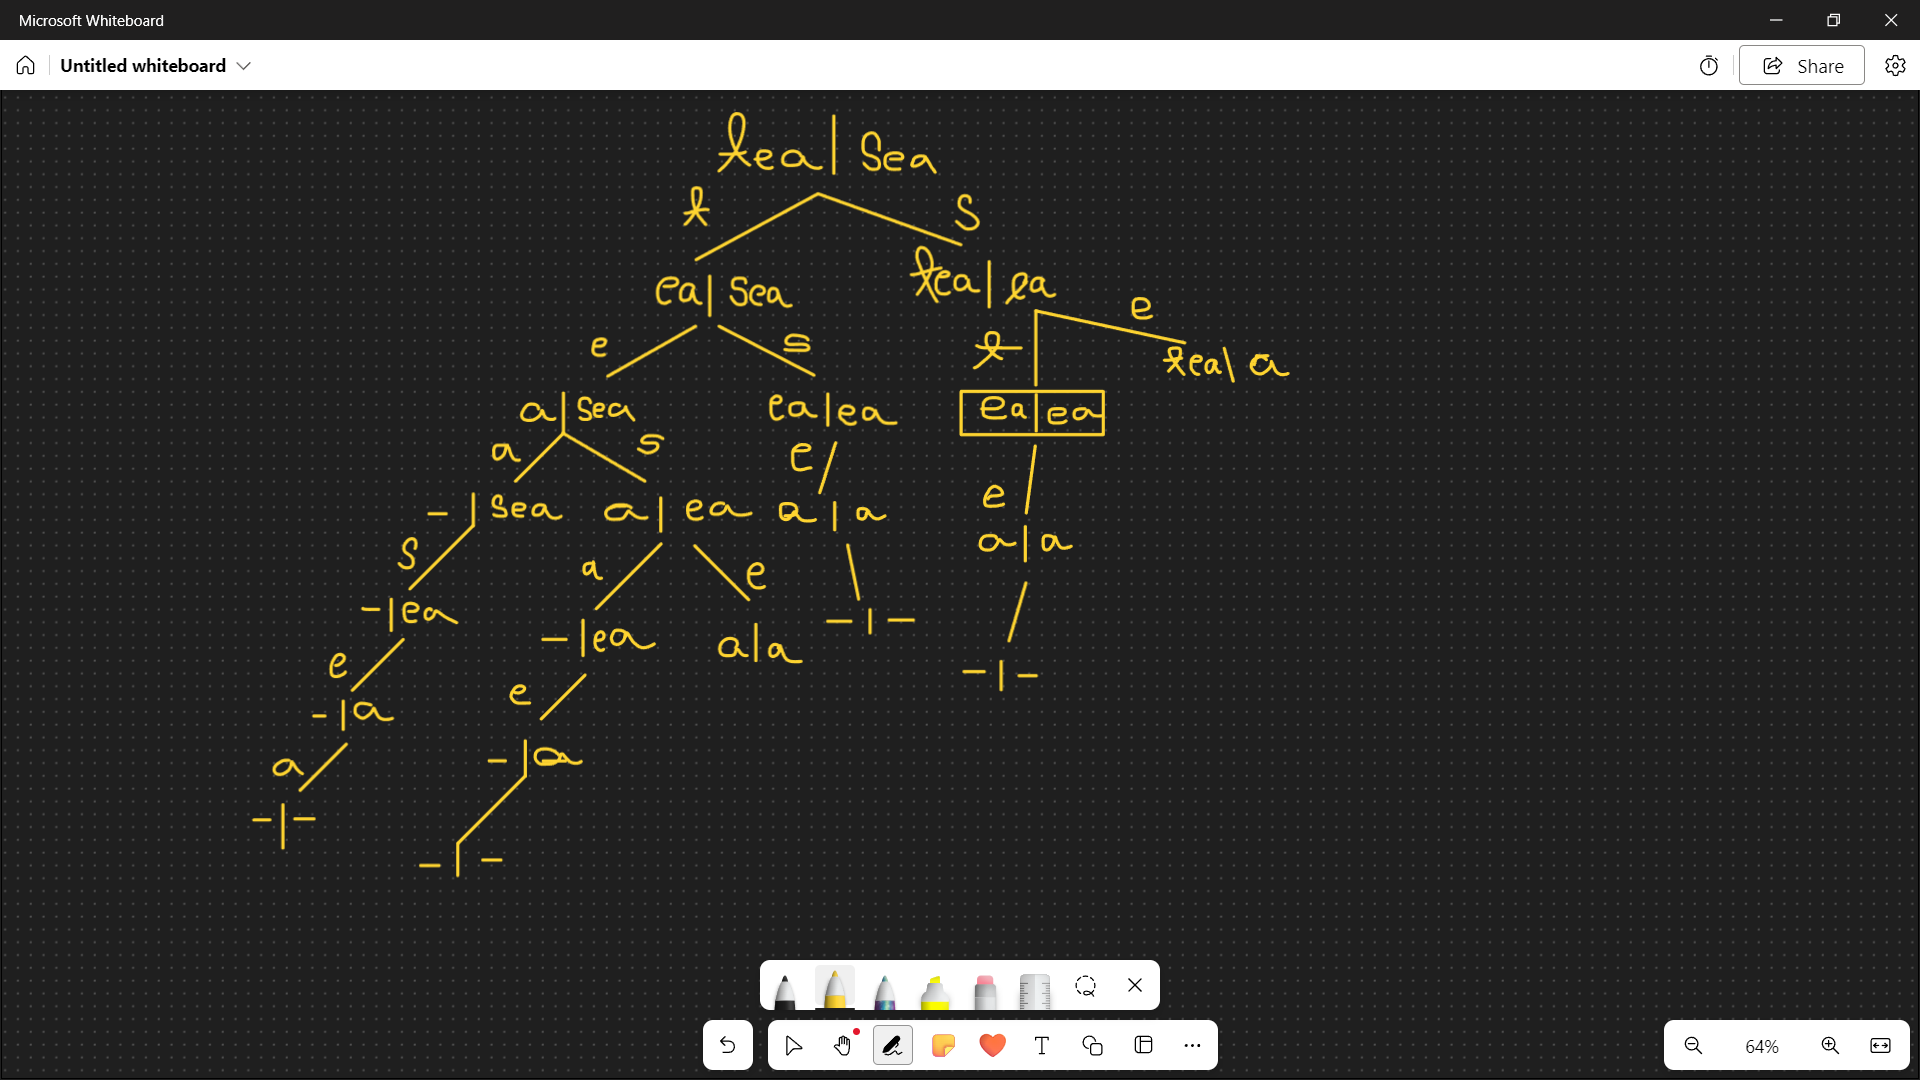 Microsoft Whiteboard
Untitled whiteboard
Share
tea| sea
t s
ea| sea tea| ea
e s t e
tea| a
a| sea ea| ea ea| ea
a s e e
-| sea a| ea a| a a| a
s a e
-| ea -| ea a| a -|- -|-
e e
-| a -| a
a
-|- -|-
64%